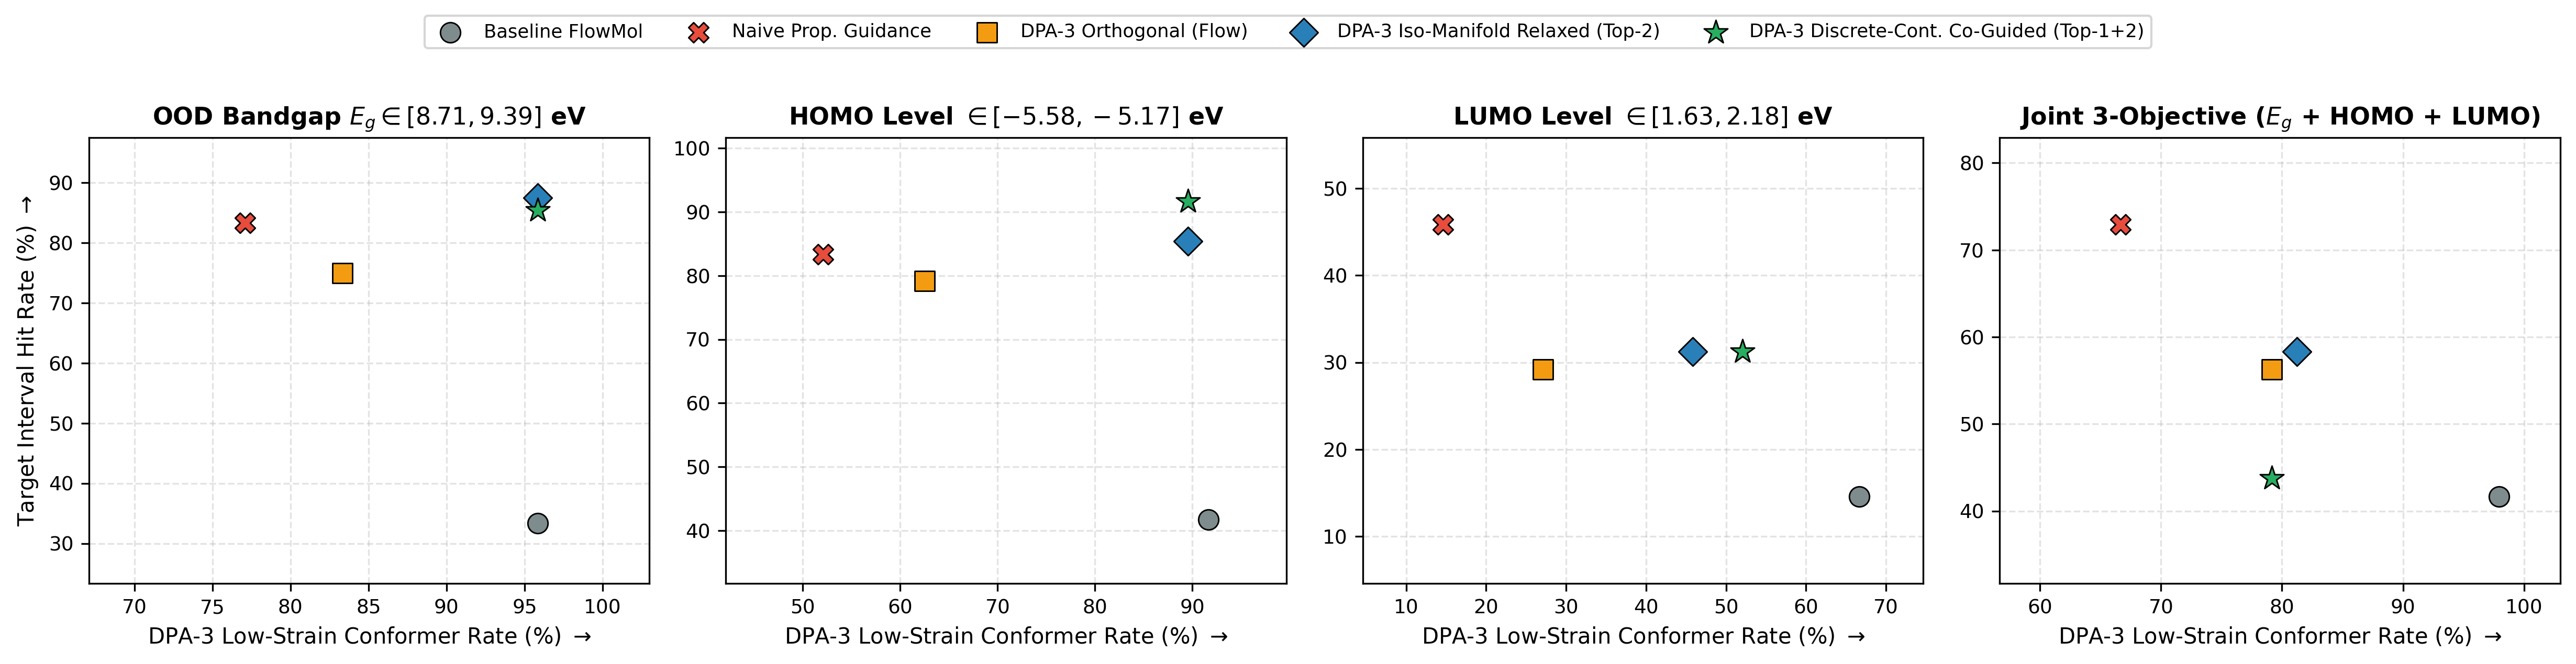 Baseline FlowMol
Naive Prop. Guidance
DPA-3 Orthogonal (Flow)
DPA-3 Iso-Manifold Relaxed (Top-2)
DPA-3 Discrete-Cont. Co-Guided (Top-1+2)
OOD Bandgap E_g ∈ [8.71, 9.39] eV
Target Interval Hit Rate (%) →
90
80
70
60
50
40
30
70 75 80 85 90 95 100
DPA-3 Low-Strain Conformer Rate (%) →
HOMO Level ∈ [−5.58, − 5.17] eV
100
90
80
70
60
50
40
50 60 70 80 90
DPA-3 Low-Strain Conformer Rate (%) →
LUMO Level ∈ [1.63, 2.18] eV
50
40
30
20
10
10 20 30 40 50 60 70
DPA-3 Low-Strain Conformer Rate (%) →
Joint 3-Objective (E_g + HOMO + LUMO)
80
70
60
50
40
60 70 80 90 100
DPA-3 Low-Strain Conformer Rate (%) →